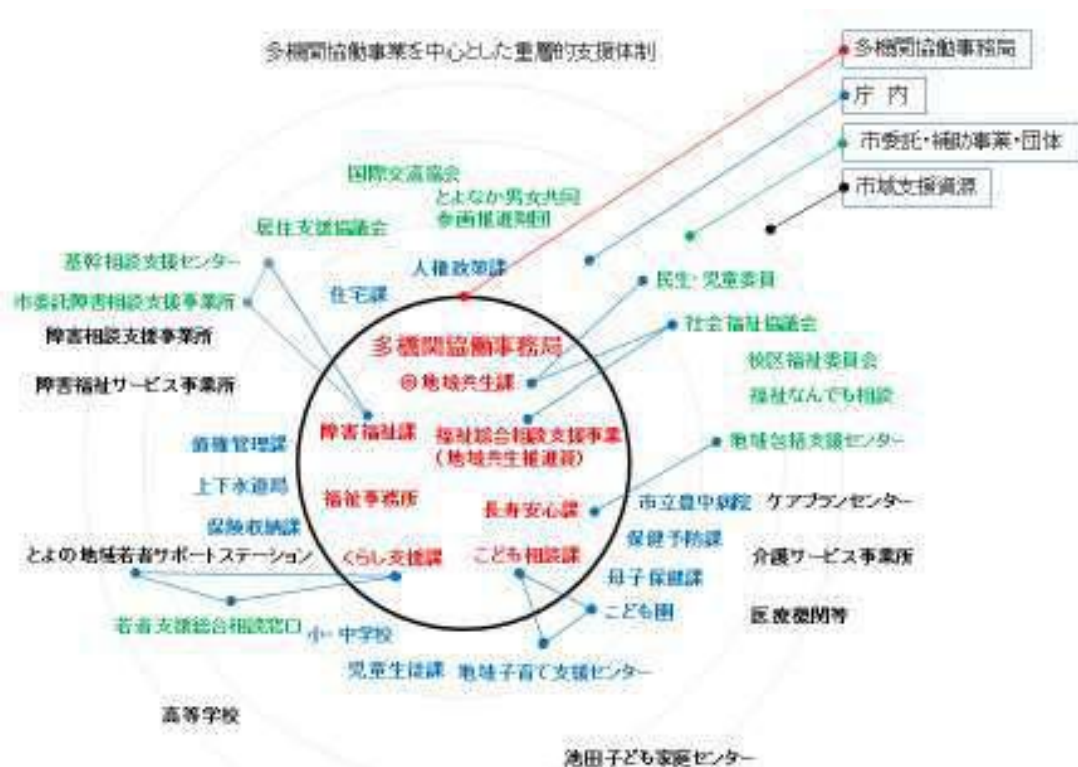 多機関協働事業を中心とした重層的支援体制
多機関協働事務局
庁 内
市委託・補助事業・団体
市域支援資源
国際交流協会
とよなか男女共同
参画推進財団
居住支援協議会
基幹相談支援センター
人権政策課
民生・児童委員
住宅課
市委託障害相談支援事業所
社会福祉協議会
障害相談支援事業所
多機関協働事務局
校区福祉委員会
◎地域共生課
障害福祉サービス事業所
福祉なんでも相談
障害福祉課
福祉総合相談支援事業
(地域共生推進員)
債権管理課
地域包括支援センター
上下水道局
福祉事務所
長寿安心課
市立豊中病院
ケアプランセンター
保険収納課
保健予防課
とよの地域若者サポートステーション
くらし支援課
こども相談課
介護サービス事業所
母子保健課
こども園
医療機関等
若者支援総合相談窓口
小・中学校
児童生徒課
地域子育て支援センター
高等学校
池田子ども家庭センター